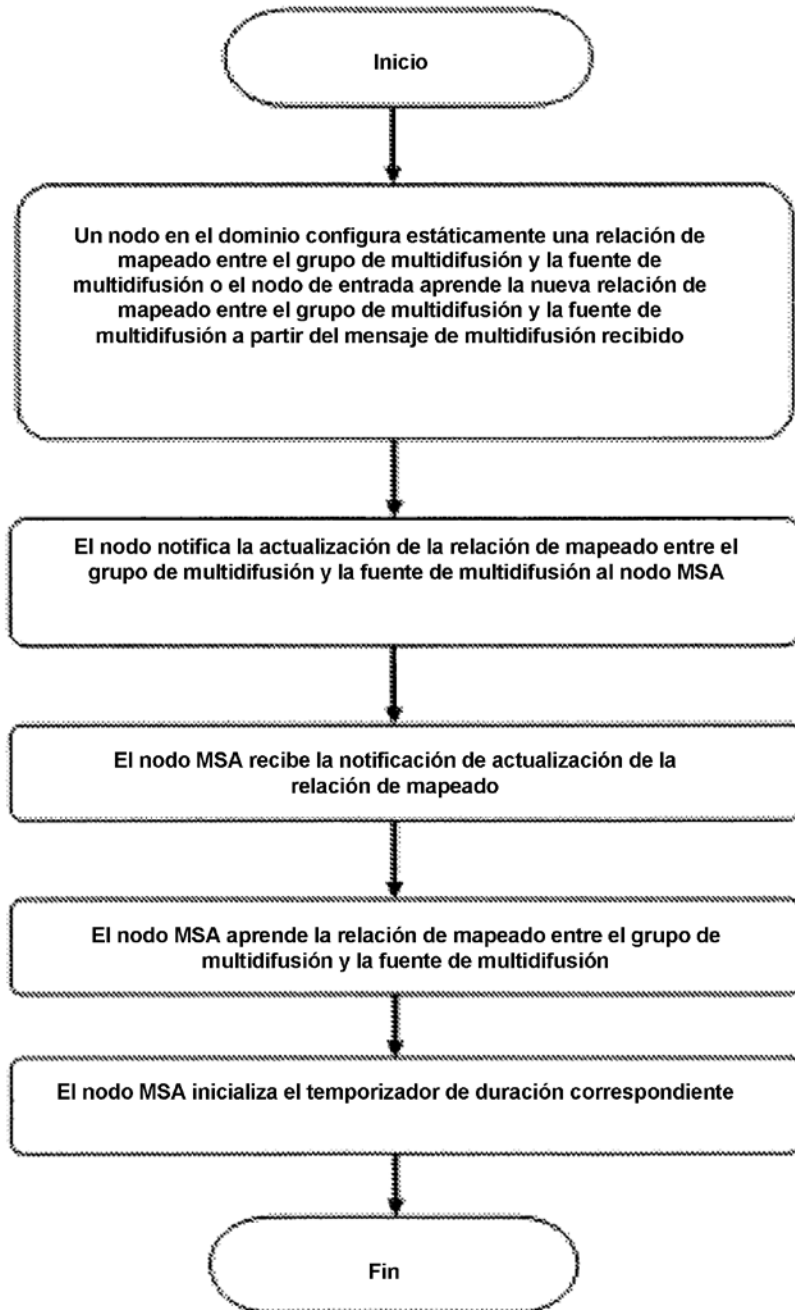 Inicio
Un nodo en el dominio configura estáticamente una relación de
mapeado entre el grupo de multidifusión y la fuente de
multidifusión o el nodo de entrada aprende la nueva relación de
mapeado entre el grupo de multidifusión y la fuente de
multidifusión a partir del mensaje de multidifusión recibido
El nodo notifica la actualización de la relación de mapeado entre el
grupo de multidifusión y la fuente de multidifusión al nodo MSA
El nodo MSA recibe la notificación de actualización de la
relación de mapeado
El nodo MSA aprende la relación de mapeado entre el grupo de
multidifusión y la fuente de multidifusión
El nodo MSA inicializa el temporizador de duración correspondiente
Fin